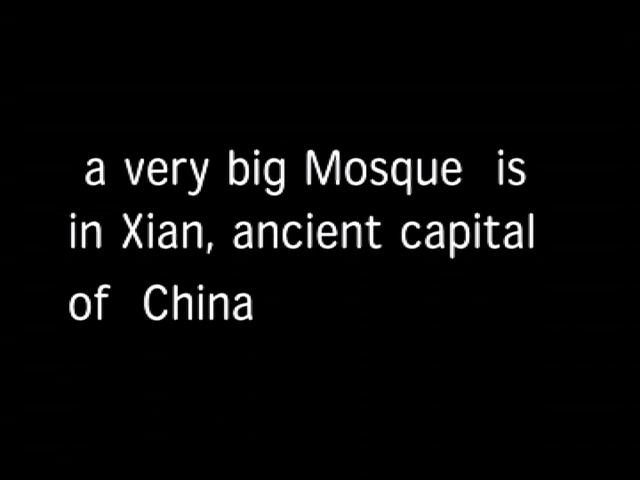 a very big Mosque is
in Xian, ancient capital
of China